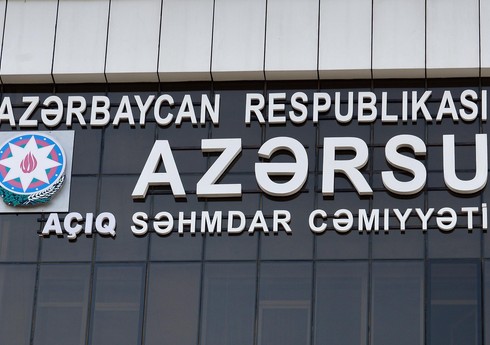 AZƏRBAYCAN RESPUBLIKASI
AZƏRSU
AÇIQ SƏHMDAR CƏMIYYƏTİ